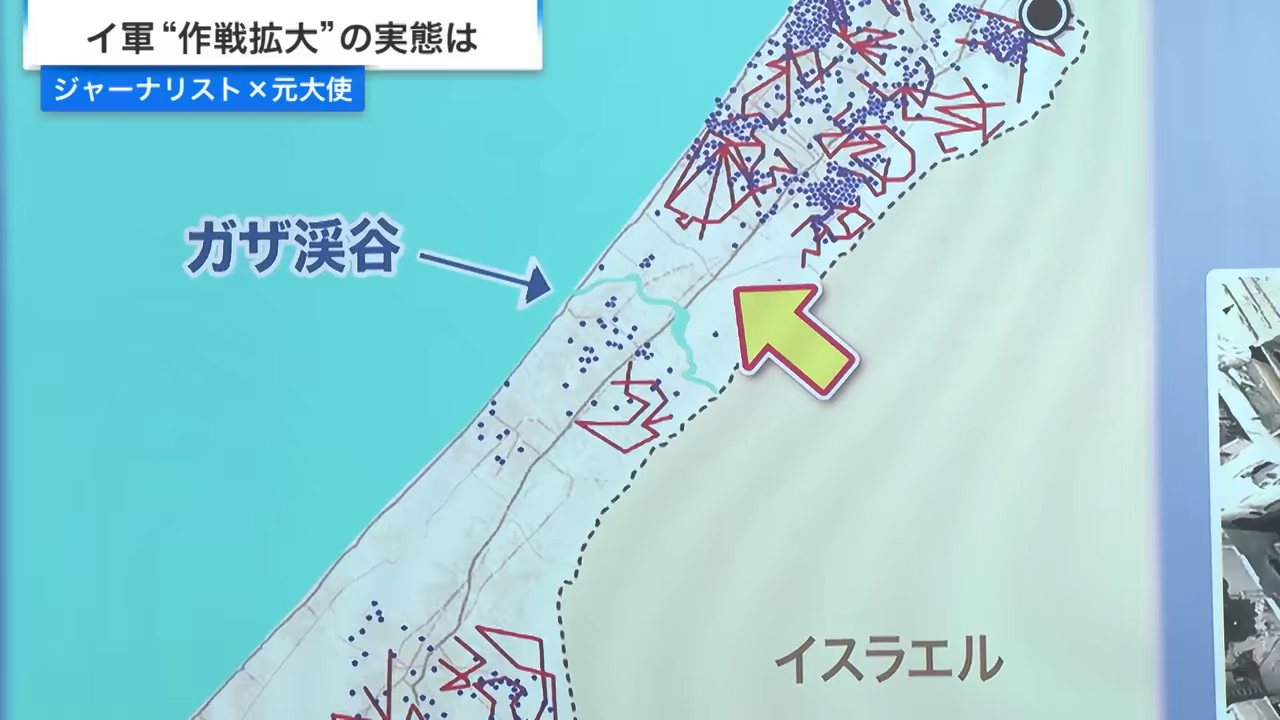 イ軍“作戦拡大”の実態は
ジャーナリスト×元大使
ガザ渓谷
イスラエル